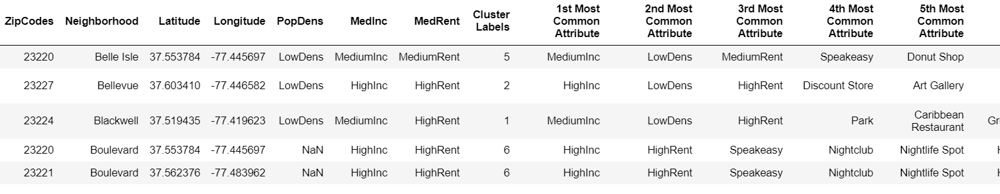 ZipCodes Neighborhood Latitude Longitude PopDens MedInc MedRent Cluster Labels 1st Most Common Attribute 2nd Most Common Attribute 3rd Most Common Attribute 4th Most Common Attribute 5th Most Common Attribute
23220 Belle Isle 37.553784 -77.445697 LowDens MediumInc MediumRent 5 MediumInc LowDens MediumRent Speakeasy Donut Shop
23227 Bellevue 37.603410 -77.446582 LowDens HighInc HighRent 2 HighInc LowDens HighRent Discount Store Art Gallery
23224 Blackwell 37.519435 -77.419623 LowDens MediumInc HighRent 1 MediumInc LowDens HighRent Park Caribbean Restaurant
23220 Boulevard 37.553784 -77.445697 NaN HighInc HighRent 6 HighInc HighRent Speakeasy Nightclub Nightlife Spot
23221 Boulevard 37.562376 -77.483962 NaN HighInc HighRent 6 HighInc HighRent Speakeasy Nightclub Nightlife Spot